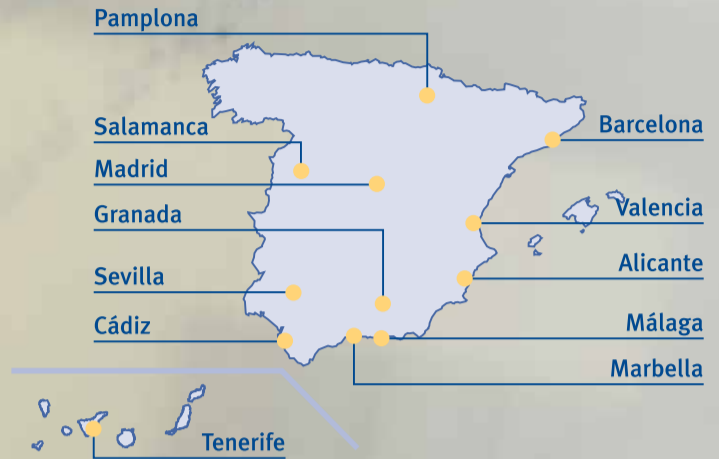 Pamplona
Salamanca
Madrid
Granada
Sevilla
Cádiz
Tenerife
Barcelona
Valencia
Alicante
Málaga
Marbella